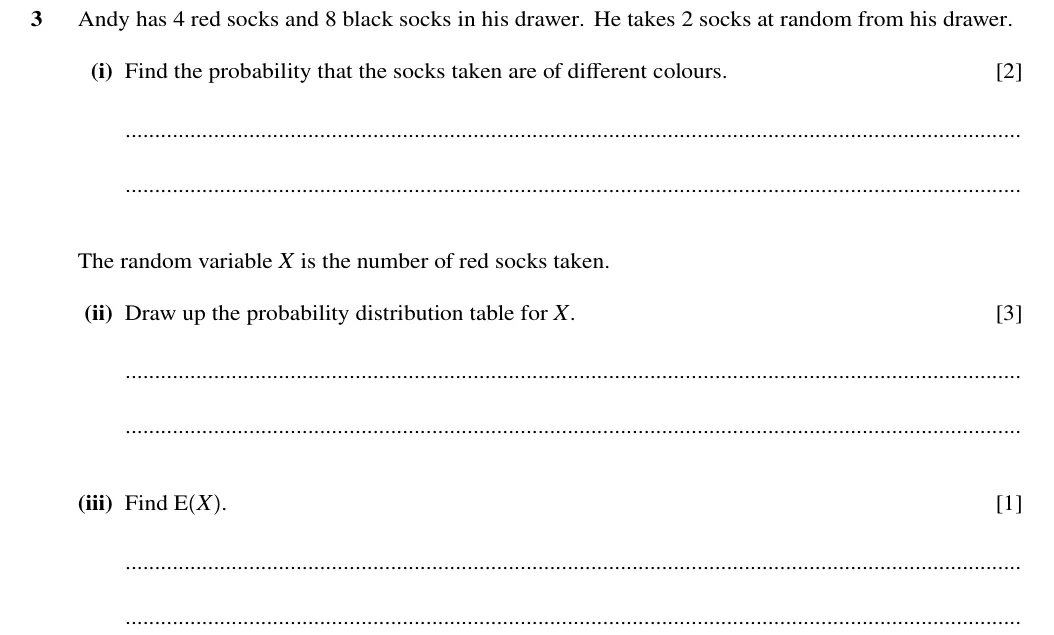 3 Andy has 4 red socks and 8 black socks in his drawer. He takes 2 socks at random from his drawer.
(i) Find the probability that the socks taken are of different colours. [2]
The random variable X is the number of red socks taken.
(ii) Draw up the probability distribution table for X. [3]
(iii) Find E(X). [1]